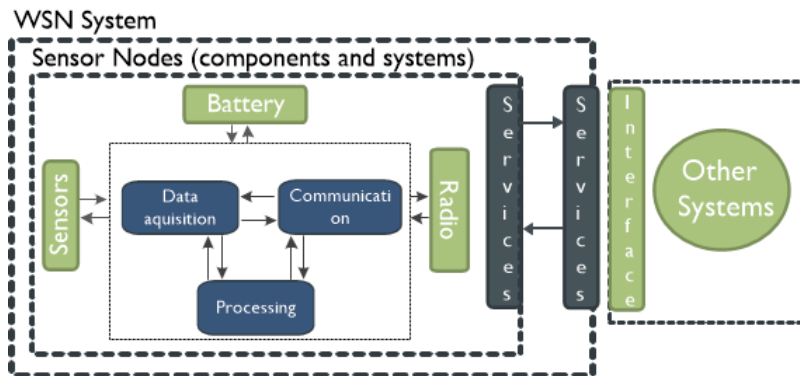 WSN System
Sensor Nodes (components and systems)
Battery
Sensors
Data
aquisition
Communicati
on
Processing
Radio
Services
Services
Interface
Other
Systems